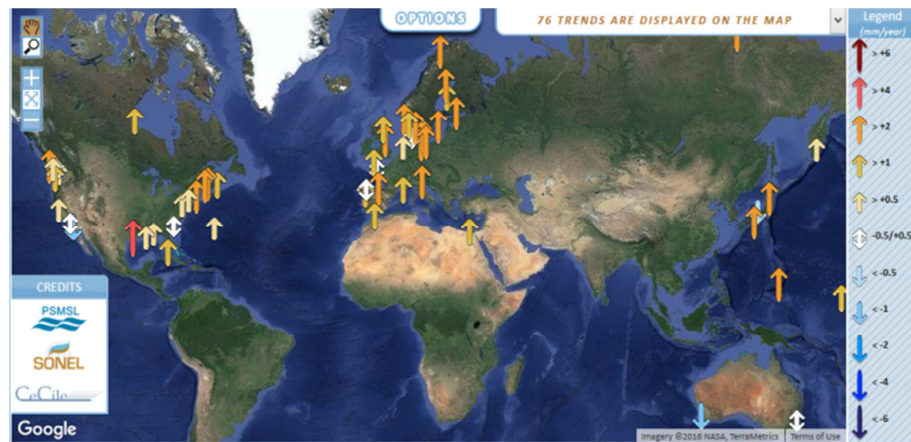 OPTIONS
76 TRENDS ARE DISPLAYED ON THE MAP
Legend
(mm/year)
> +6
> +4
> +2
> +1
> +0.5
-0.5/+0.5
< -0.5
< -1
< -2
< -4
< -6
CREDITS
PSMSL
SONEL
CeCile
Google
Imagery ©2016 NASA, TerraMetrics
Terms of Use